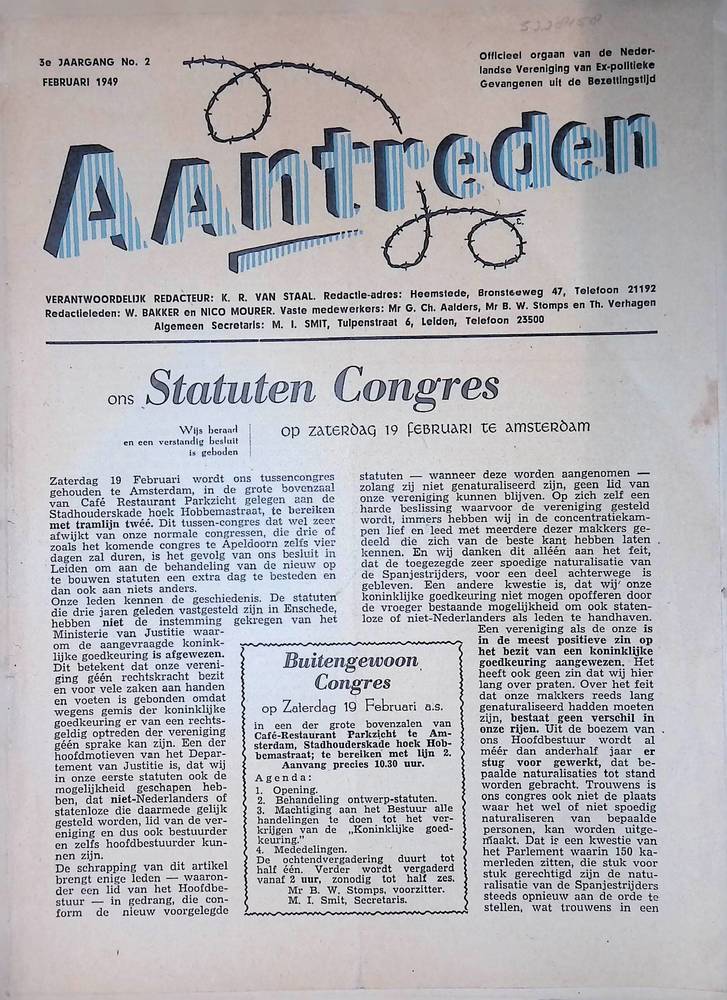 3e JAARGANG No. 2
FEBRUARI 1949
Officieel orgaan van de Neder-
landse Vereniging van Ex-politieke
Gevangenen uit de Bezettingstijd
Aantreden
VERANTWOORDELIJK REDACTEUR: K. R. VAN STAAL. Redactie-adres: Heemstede, Bronsteeweg 47, Telefoon 21192
Redactieleden: W. BAKKER en NICO MOURER. Vaste medewerkers: Mr G. Ch. Aalders, Mr B. W. Stomps en Th. Verhagen
Algemeen Secretaris: M. I. SMIT, Tulpenstraat 6, Leiden, Telefoon 23500
ons Statuten Congres
Wijs beraad
en een verstandig besluit
is geboden
op zaterdag 19 februari te amsterdam
Zaterdag 19 Februari wordt ons tussencongres
gehouden te Amsterdam, in de grote bovenzaal
van Café Restaurant Parkzicht gelegen aan de
Stadhouderskade hoek Hobbemastraat, te bereiken
met tramlijn twéé. Dit tussen-congres dat wel zeer
afwijkt van onze normale congressen, die drie of
zoals het komende congres te Apeldoorn zelfs vier
dagen zal duren, is het gevolg van ons besluit in
Leiden om aan de behandeling van de nieuw op
te bouwen statuten een extra dag te besteden en
dan ook aan niets anders.
Onze leden kennen de geschiedenis. De statuten
die drie jaren geleden vastgesteld zijn in Enschede,
hebben niet de instemming gekregen van het
Ministerie van Justitie waar-
om de aangevraagde konink-
lijke goedkeuring is afgewezen.
Dit betekent dat onze vereni-
ging géén rechtskracht bezit
en voor vele zaken aan handen
en voeten is gebonden omdat
wegens gemis der koninklijke
goedkeuring er van een rechts-
geldig optreden der vereniging
géén sprake kan zijn. Een der
hoofdmotieven van het Depar-
tement van Justitie is, dat wij
in onze eerste statuten ook de
mogelijkheid geschapen heb-
ben, dat niet-Nederlanders of
statenloze die daarmede gelijk
gesteld worden, lid van de ver-
eniging en dus ook bestuurder
en zelfs hoofdbestuurder kun-
nen zijn.
De schrapping van dit artikel
brengt enige leden — waaron-
der een lid van het Hoofdbe-
stuur — in gedrang, die con-
form de nieuw voorgelegde
Buitengewoon
Congres
op Zaterdag 19 Februari a.s.
in een der grote bovenzalen van
Café-Restaurant Parkzicht te Am-
sterdam, Stadhouderskade hoek Hob-
bemastraat; te bereiken met lijn 2.
Aanvang precies 10.30 uur.
Agenda:
1. Opening.
2. Behandeling ontwerp-statuten.
3. Machtiging aan het Bestuur alle
handelingen te doen tot het ver-
krijgen van de „Koninklijke goed-
keuring."
4. Mededelingen.
De ochtendvergadering duurt tot
half één. Verder wordt vergaderd
vanaf 2 uur, zonodig tot half zes.
Mr B. W. Stomps, voorzitter.
M. I. Smit, Secretaris.
statuten — wanneer deze worden aangenomen —
zolang zij niet genaturaliseerd zijn, geen lid van
onze vereniging kunnen blijven. Op zich zelf een
harde beslissing waarvoor de vereniging gesteld
wordt, immers hebben wij in de concentratiekam-
pen lief en leed met meerdere dezer makkers ge-
deeld die zich van de beste kant hebben laten
kennen. En wij danken dit alléén aan het feit,
dat de toegezegde zeer spoedige naturalisatie van
de Spanjestrijders, voor een deel achterwege is
gebleven. Een andere kwestie is, dat wij onze
koninklijke goedkeuring niet mogen opofferen door
de vroeger bestaande mogelijkheid om ook staten-
loze of niet-Nederlanders als leden te handhaven.
Een vereniging als de onze is
in de meest positieve zin op
het bezit van een koninklijke
goedkeuring aangewezen. Het
heeft ook geen zin dat wij hier
lang over praten. Over het feit
dat onze makkers reeds lang
genaturaliseerd hadden moeten
zijn, bestaat geen verschil in
onze rijen. Uit de boezem van
ons Hoofdbestuur wordt al
méér dan anderhalf jaar er
stug voor gewerkt, dat be-
paalde naturalisaties tot stand
worden gebracht. Trouwens is
ons congres ook niet de plaats
waar het wel of niet spoedig
naturaliseren van bepaalde
personen, kan worden uitge-
maakt. Dat is een kwestie van
het Parlement waarin 150 ka-
merleden zitten, die stuk voor
stuk gerechtigd zijn de natu-
ralisatie van de Spanjestrijders
steeds opnieuw aan de orde te
stellen, wat trouwens in een